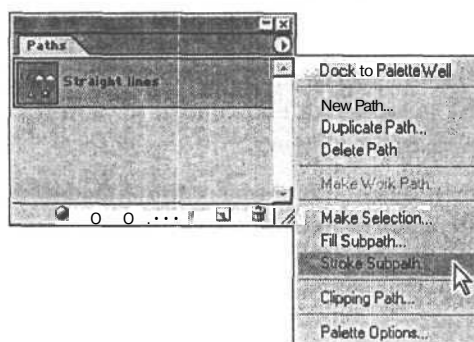 Paths
Straight lines
Dock to Palette Well
New Path...
Duplicate Path...
Delete Path
Make Work Path...
Make Selection...
Fill Subpath...
Stroke Subpath...
Clipping Path...
Palette Options...